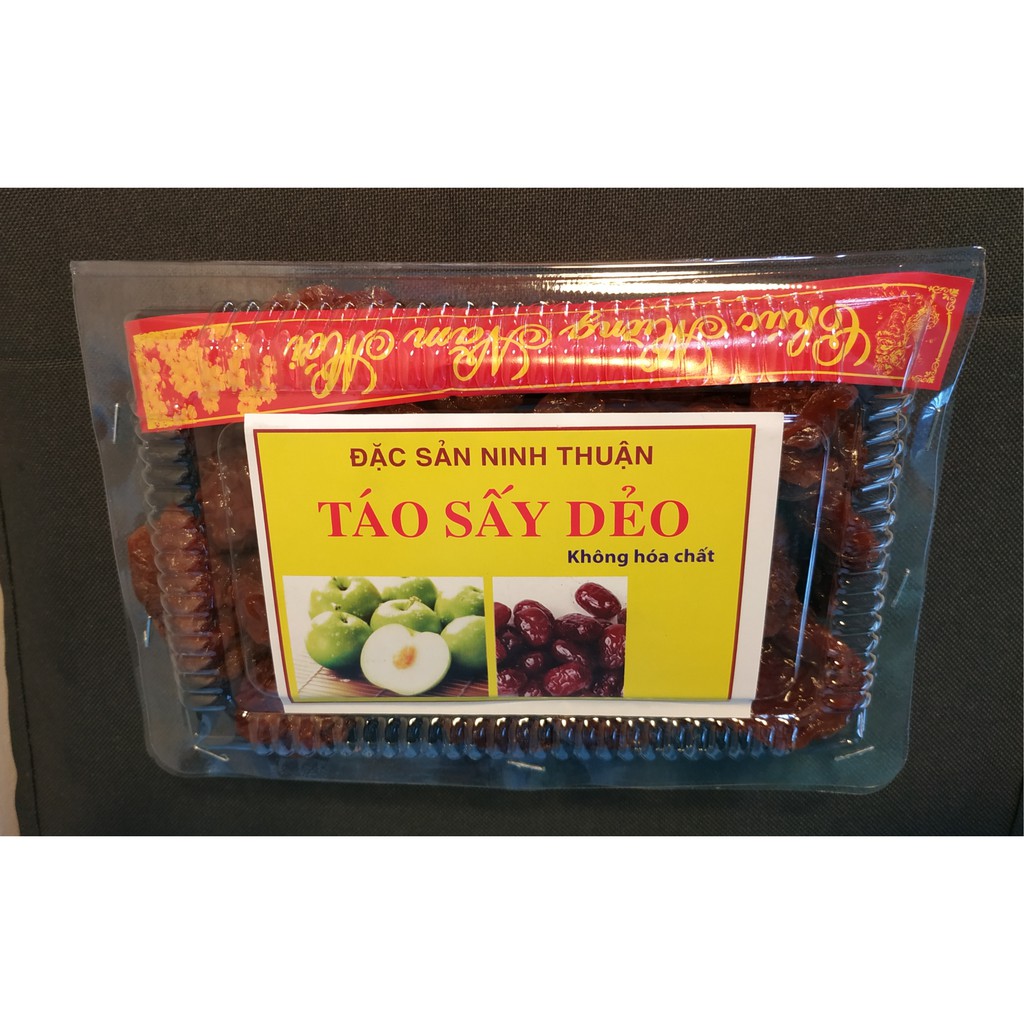 Chúc Mừng Năm Mới
ĐẶC SẢN NINH THUẬN
TÁO SẤY DẺO
Không hóa chất